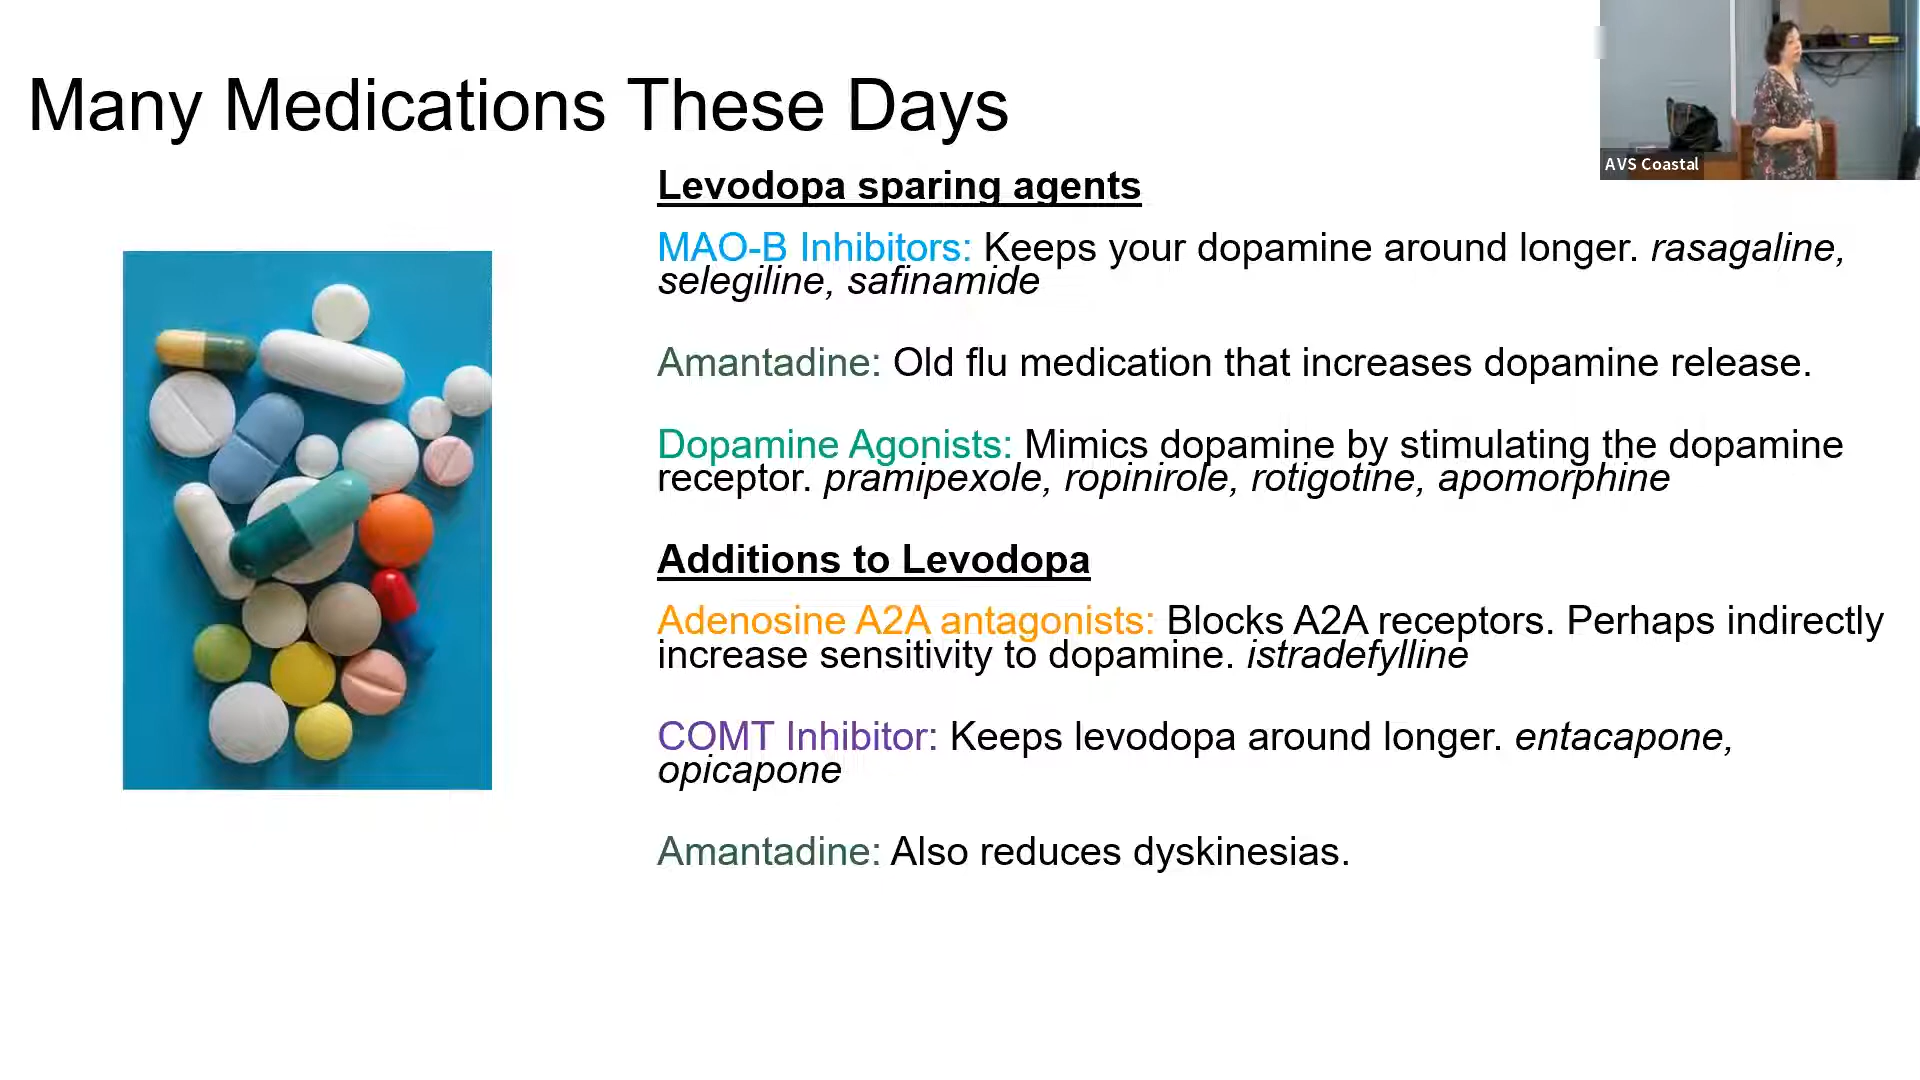 Many Medications These Days
AVS Coastal
Levodopa sparing agents
MAO-B Inhibitors: Keeps your dopamine around longer. rasagaline,
selegiline, safinamide
Amantadine: Old flu medication that increases dopamine release.
Dopamine Agonists: Mimics dopamine by stimulating the dopamine
receptor. pramipexole, ropinirole, rotigotine, apomorphine
Additions to Levodopa
Adenosine A2A antagonists: Blocks A2A receptors. Perhaps indirectly
increase sensitivity to dopamine. istradefylline
COMT Inhibitor: Keeps levodopa around longer. entacapone,
opicapone
Amantadine: Also reduces dyskinesias.